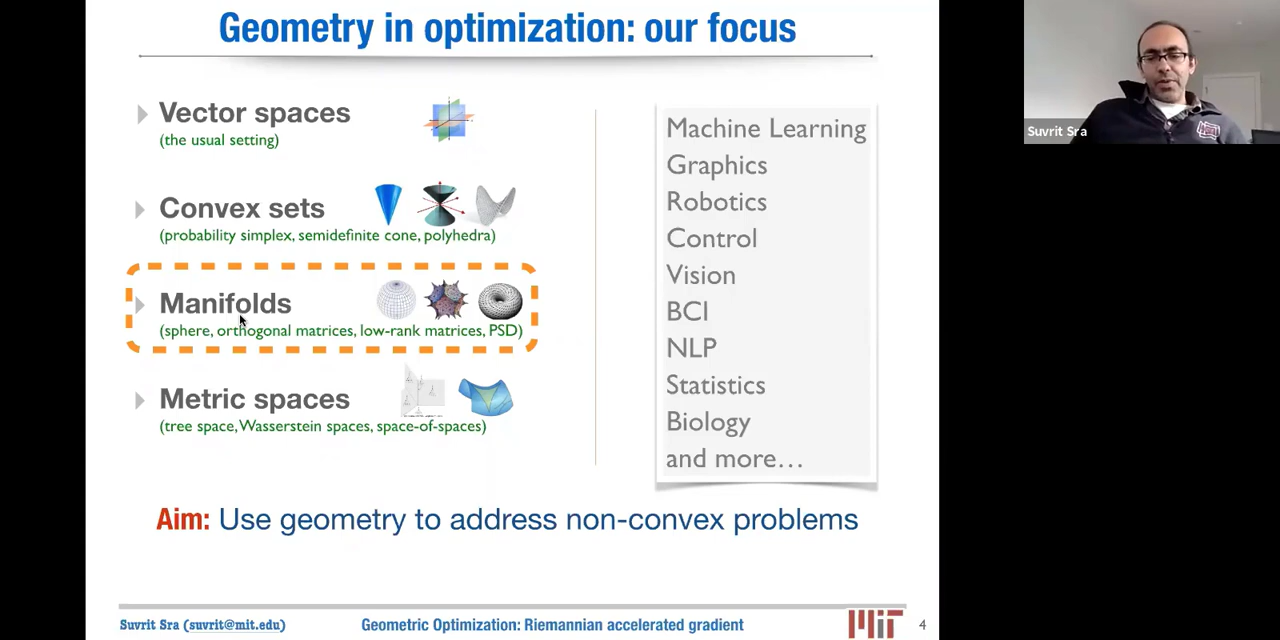 Geometry in optimization: our focus
Vector spaces
(the usual setting)
Convex sets
(probability simplex, semidefinite cone, polyhedra)
Manifolds
(sphere, orthogonal matrices, low-rank matrices, PSD)
Metric spaces
(tree space, Wasserstein spaces, space-of-spaces)
Machine Learning
Graphics
Robotics
Control
Vision
BCI
NLP
Statistics
Biology
and more…
Aim: Use geometry to address non-convex problems
Suvrit Sra (suvrit@mit.edu)
Geometric Optimization: Riemannian accelerated gradient
MIT
4
Suvrit Sra